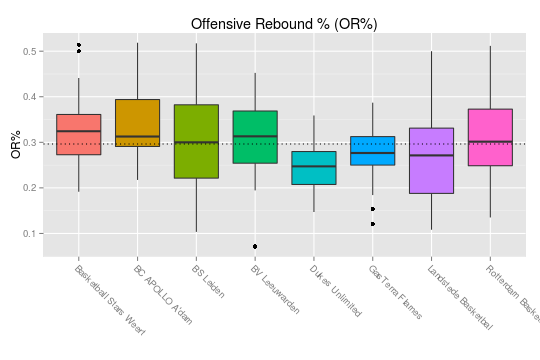 Offensive Rebound % (OR%)
OR%
0.5
0.4
0.3
0.2
0.1
Basketball Stars Weert
BC APOLLO A'dam
BS Leiden
BV Leeuwarden
Dukes Unlimited
GasTerra Flames
Landstede Basketbal
Rotterdam Baske